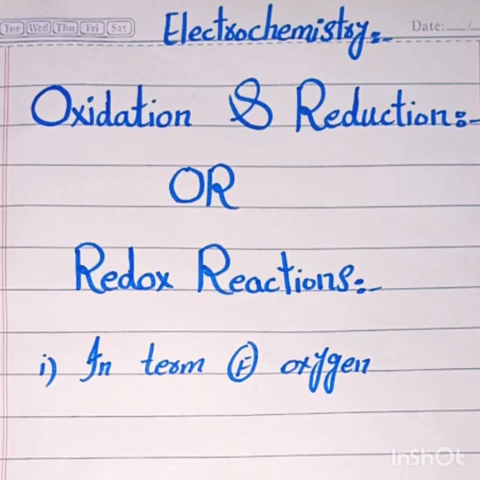 Tue Wed Thu Fri Sat
Date:
Electrochemistry:-
Oxidation & Reduction:-
OR
Redox Reactions:-
i) In term of oxygen
InShOt